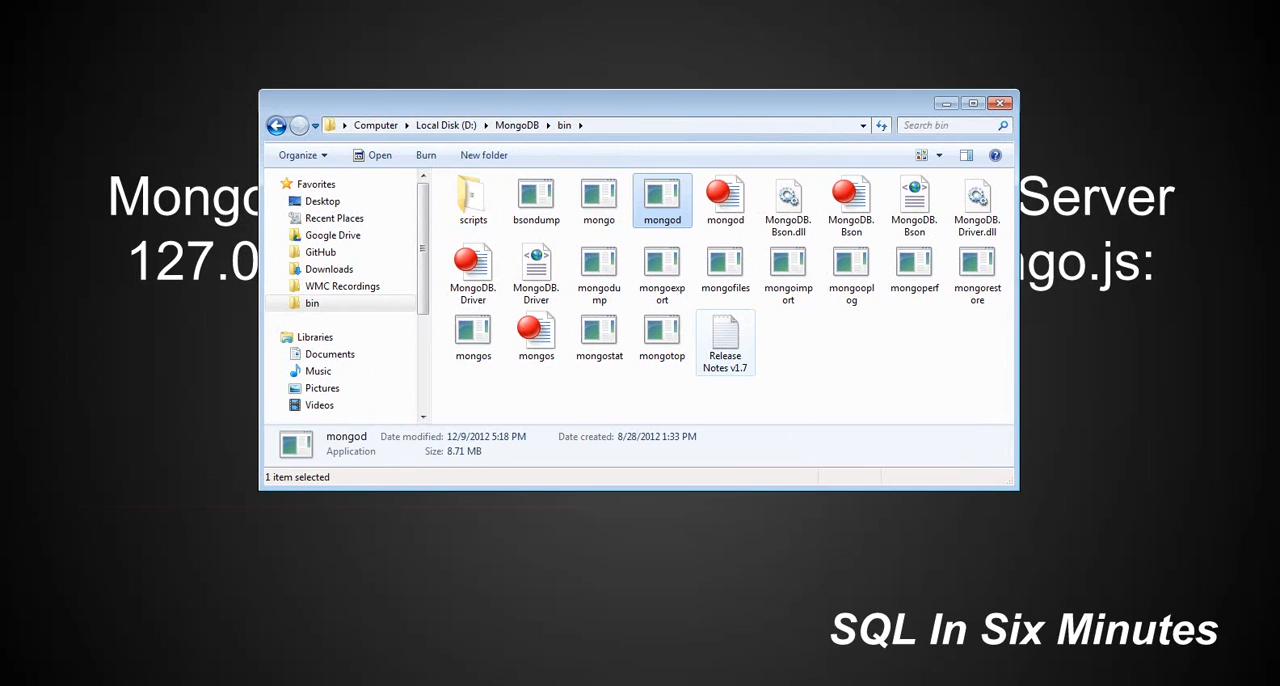 Computer Local Disk (D:) MongoDB bin Search bin
Organize Open Burn New folder
Favorites
Desktop
Recent Places
Google Drive
GitHub
Downloads
WMC Recordings
bin
Libraries
Documents
Music
Pictures
Videos
scripts bsondump mongo mongod mongod MongoDB. MongoDB. MongoDB. MongoDB.
Bson.dll Bson Bson Driver.dll
MongoDB. MongoDB. mongodu mongoexp mongofiles mongoimp mongoopl mongoperf mongorest
Driver Driver mp ort ort og ore
mongos mongos mongostat mongotop Release
Notes v1.7
mongod Date modified: 12/9/2012 5:18 PM Date created: 8/28/2012 1:33 PM
Application Size: 8.71 MB
1 item selected
Mongo Server
127.0 ngo.js:
SQL In Six Minutes